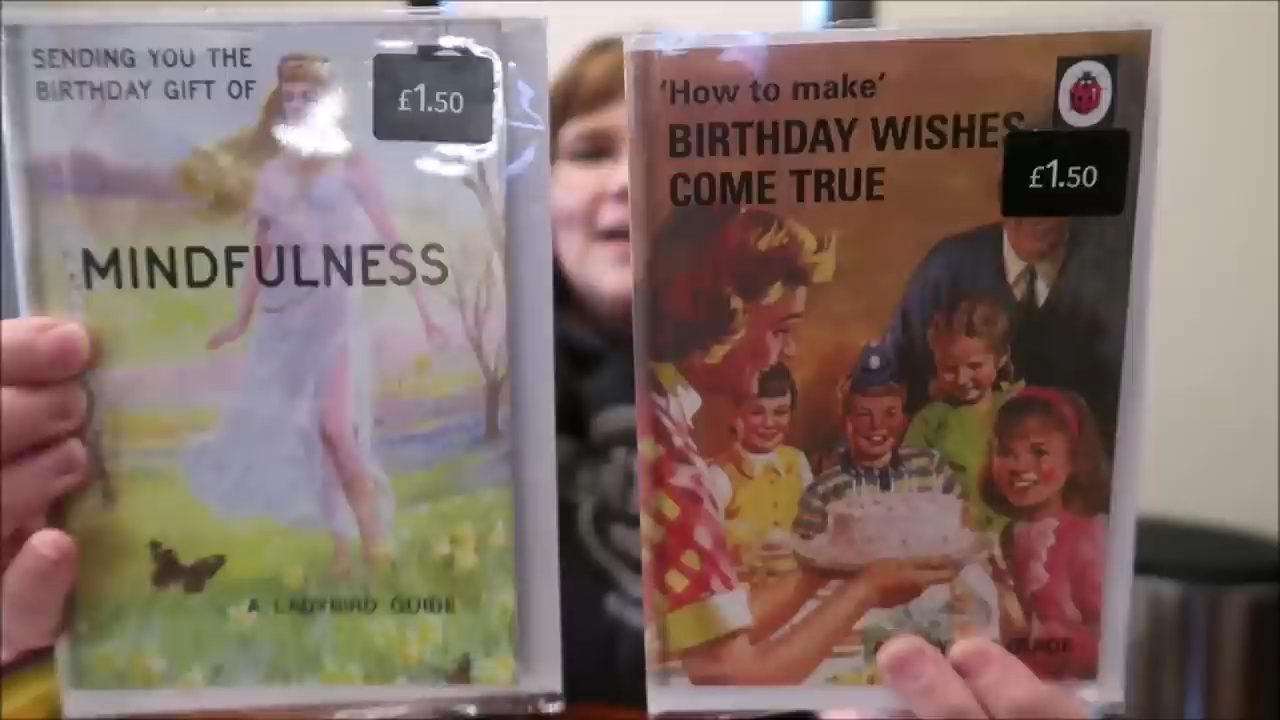 SENDING YOU THE
BIRTHDAY GIFT OF
£1.50
MINDFULNESS
A LADYBIRD GUIDE
'How to make'
BIRTHDAY WISHES
COME TRUE
£1.50
GUIDE